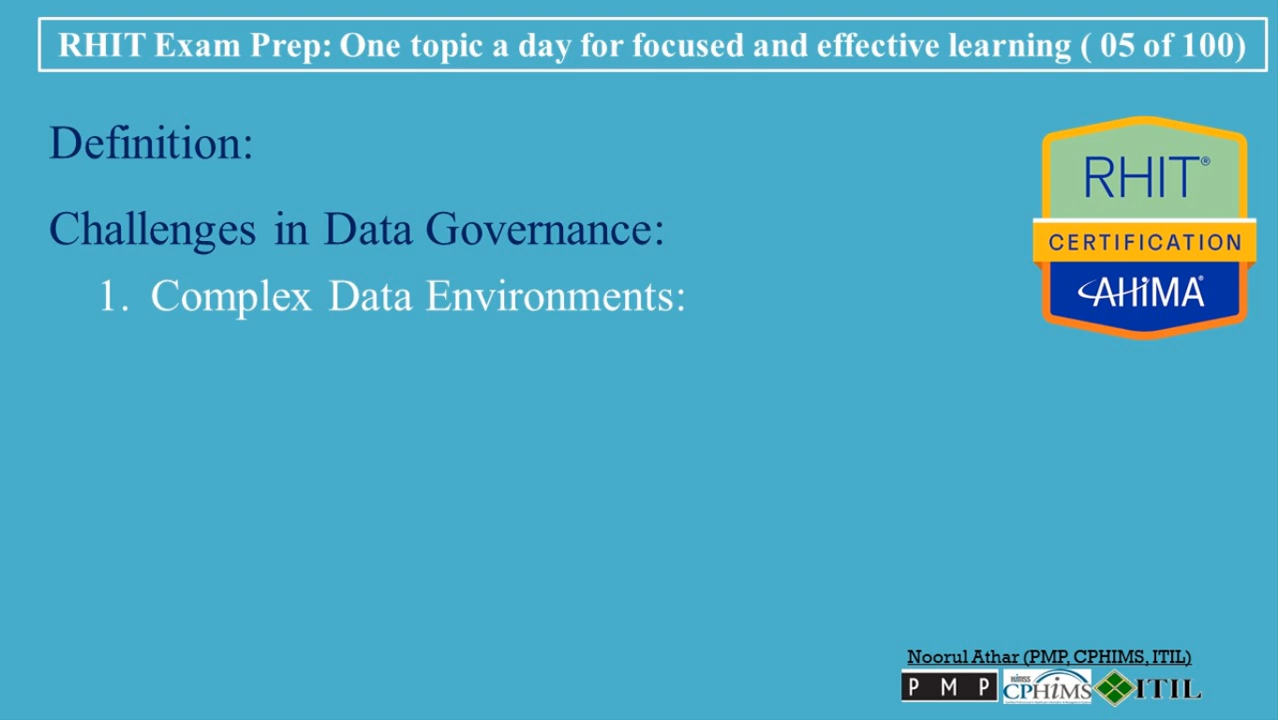 RHIT Exam Prep: One topic a day for focused and effective learning ( 05 of 100)
Definition:
Challenges in Data Governance:
1. Complex Data Environments:
RHIT®
CERTIFICATION
AHiMA®
Noorul Athar (PMP, CPHIMS, ITIL)
P M P
himss
CPHiMS
ITIL